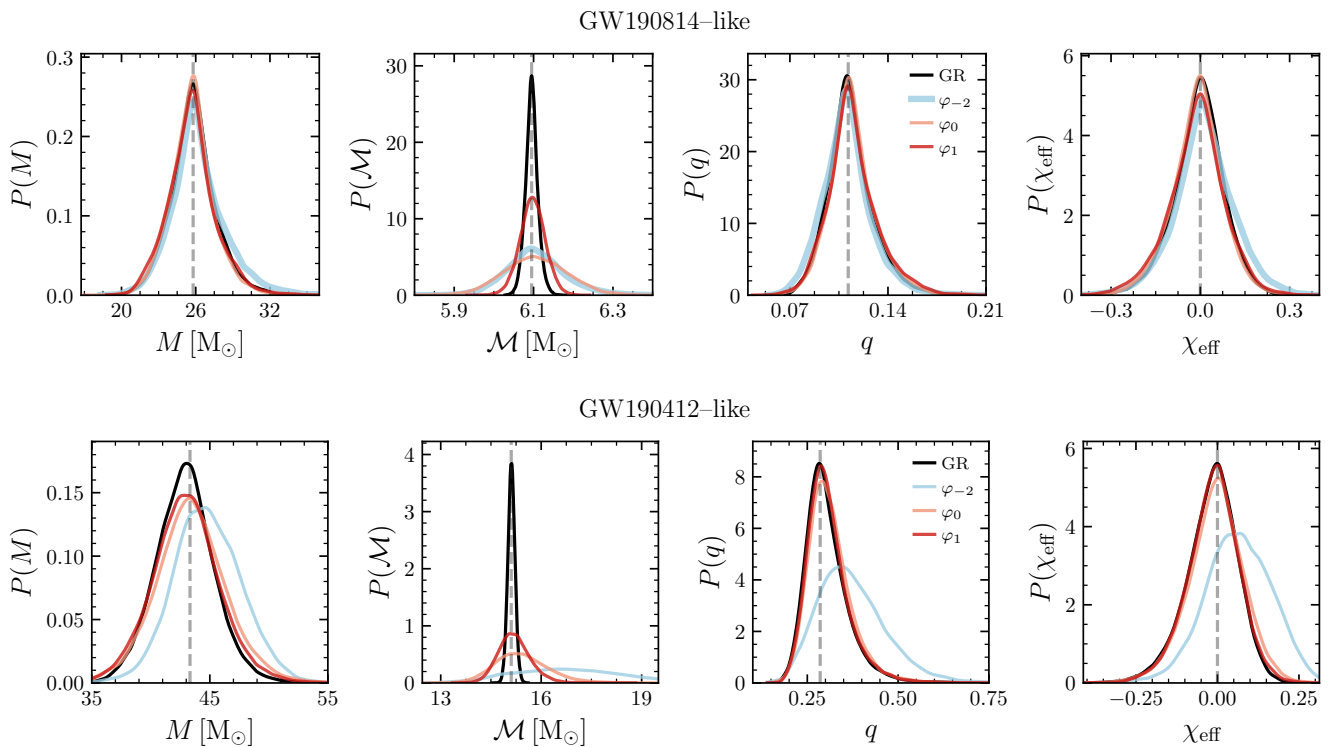 GW190814–like
0.3
0.2
0.1
0.0
P(M)
20 26 32
M [M⊙]
30
20
10
0
P(ℳ)
5.9 6.1 6.3
ℳ [M⊙]
30
20
10
0
P(q)
GR
φ₋₂
φ₀
φ₁
0.07 0.14 0.21
q
6
4
2
0
P(χeff)
−0.3 0.0 0.3
χeff
GW190412–like
0.15
0.10
0.05
0.00
P(M)
35 45 55
M [M⊙]
4
3
2
1
0
P(ℳ)
13 16 19
ℳ [M⊙]
8
6
4
2
0
P(q)
GR
φ₋₂
φ₀
φ₁
0.25 0.50 0.75
q
6
4
2
0
P(χeff)
−0.25 0.00 0.25
χeff